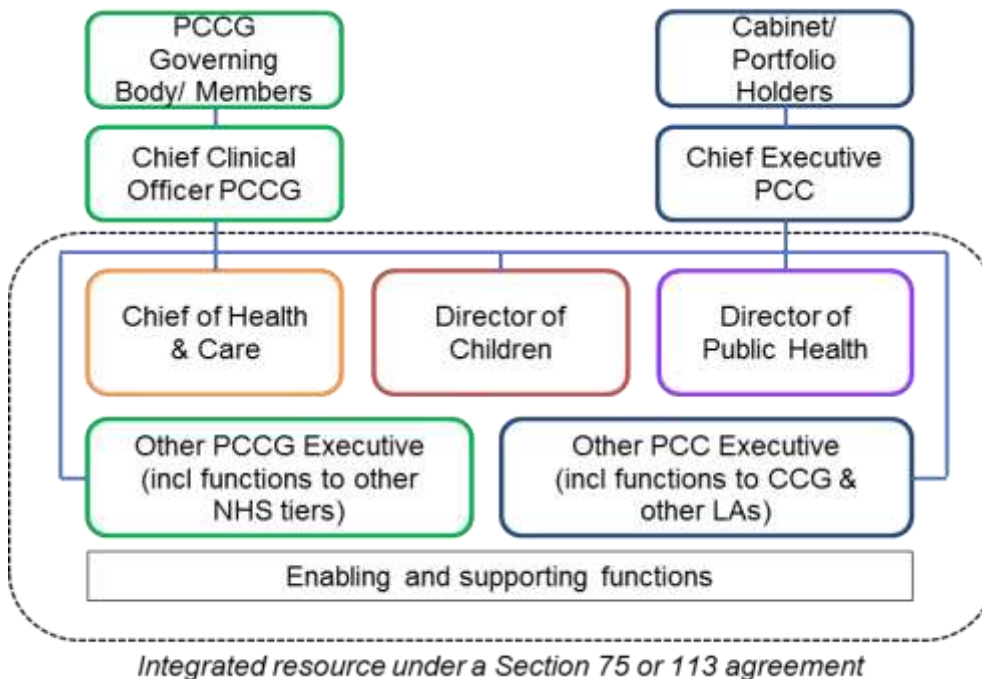 PCCG
Governing
Body/ Members
Cabinet/
Portfolio
Holders
Chief Clinical
Officer PCCG
Chief Executive
PCC
Chief of Health
& Care
Director of
Children
Director of
Public Health
Other PCCG Executive
(incl functions to other
NHS tiers)
Other PCC Executive
(incl functions to CCG &
other LAs)
Enabling and supporting functions
Integrated resource under a Section 75 or 113 agreement